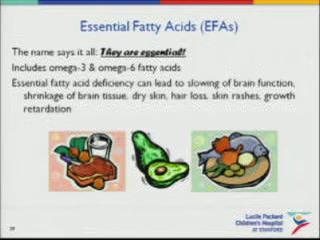 Essential Fatty Acids (EFAs)
The name says it all: They are essential!
Includes omega-3 & omega-6 fatty acids
Essential fatty acid deficiency can lead to slowing of brain function,
shrinkage of brain tissue, dry skin, hair loss, skin rashes, growth
retardation
Lucile Packard
Children's Hospital
AT STANFORD